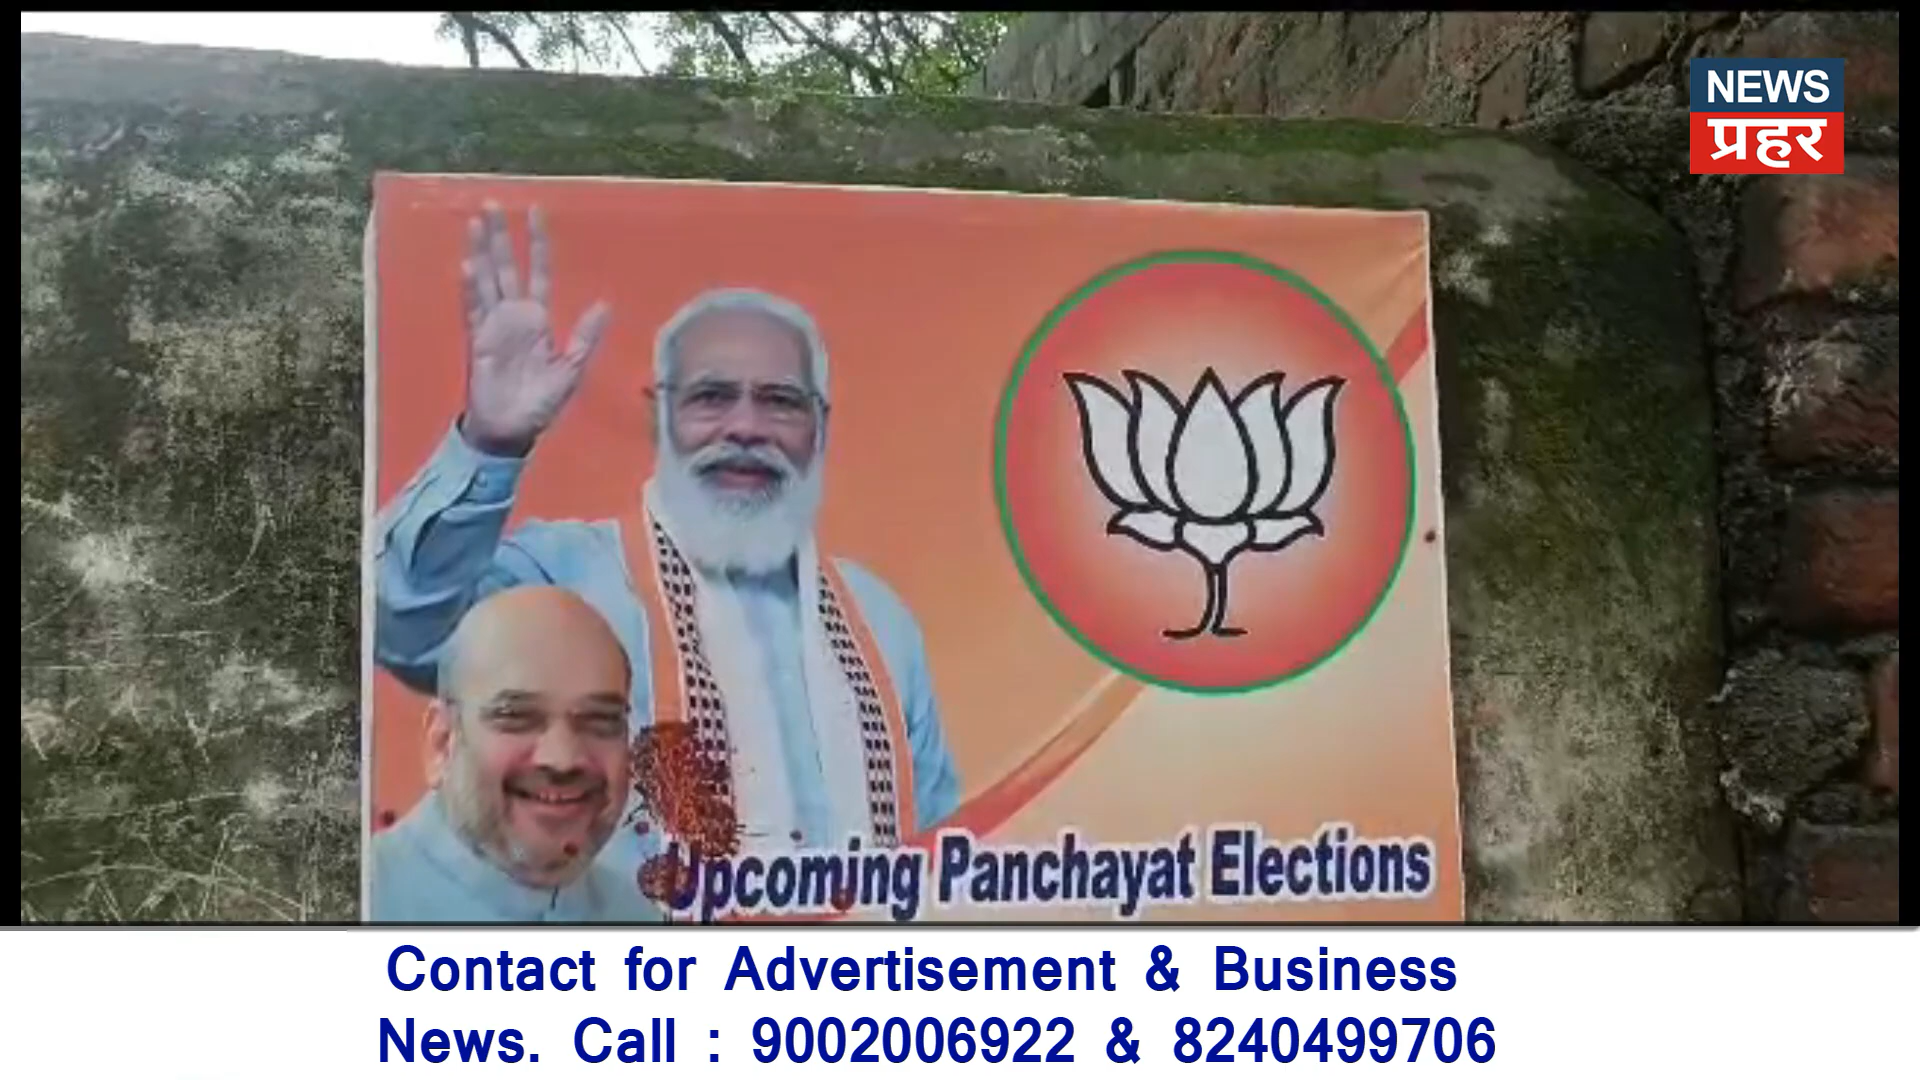 NEWS
प्रहर
Upcoming Panchayat Elections
Contact for Advertisement & Business
News. Call : 9002006922 & 8240499706